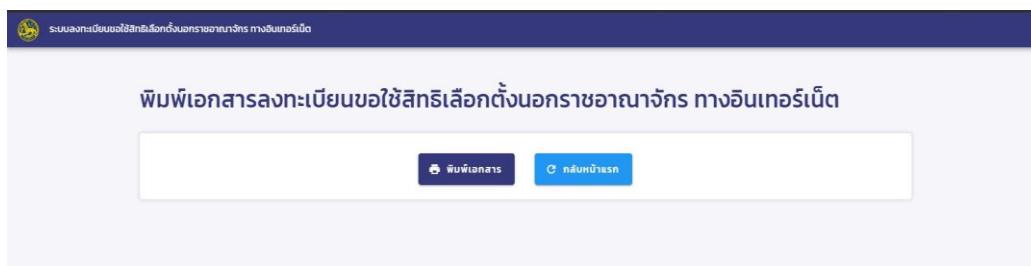 ระบบลงทะเบียนขอใช้สิทธิเลือกตั้งนอกราชอาณาจักร ทางอินเทอร์เน็ต
พิมพ์เอกสารลงทะเบียนขอใช้สิทธิเลือกตั้งนอกราชอาณาจักร ทางอินเทอร์เน็ต
พิมพ์เอกสาร กลับหน้าแรก